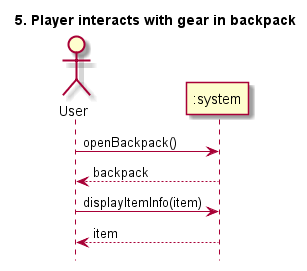 5. Player interacts with gear in backpack
User
:system
openBackpack()
backpack
displayItemInfo(item)
item